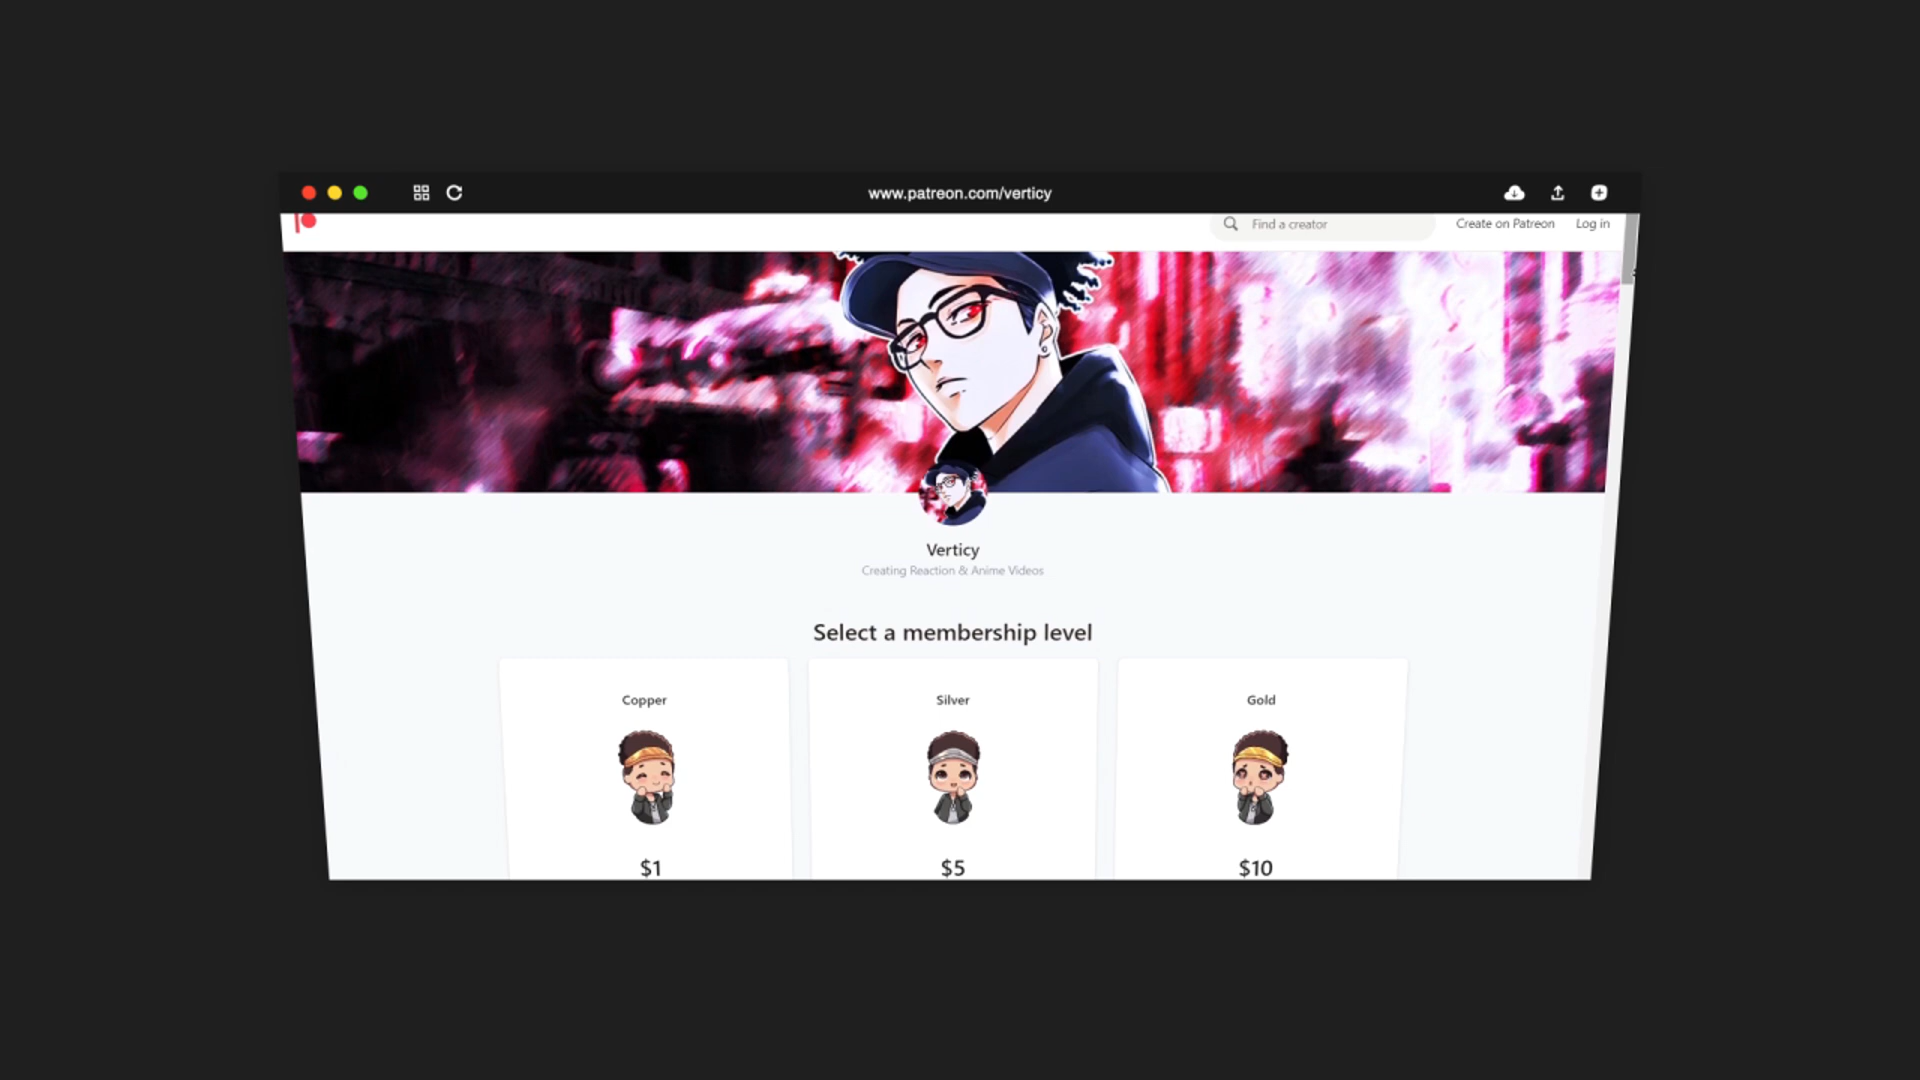 www.patreon.com/verticy
Find a creator
Create on Patreon
Log in
Verticy
Creating Reaction & Anime Videos
Select a membership level
Copper
Silver
Gold
$1
$5
$10